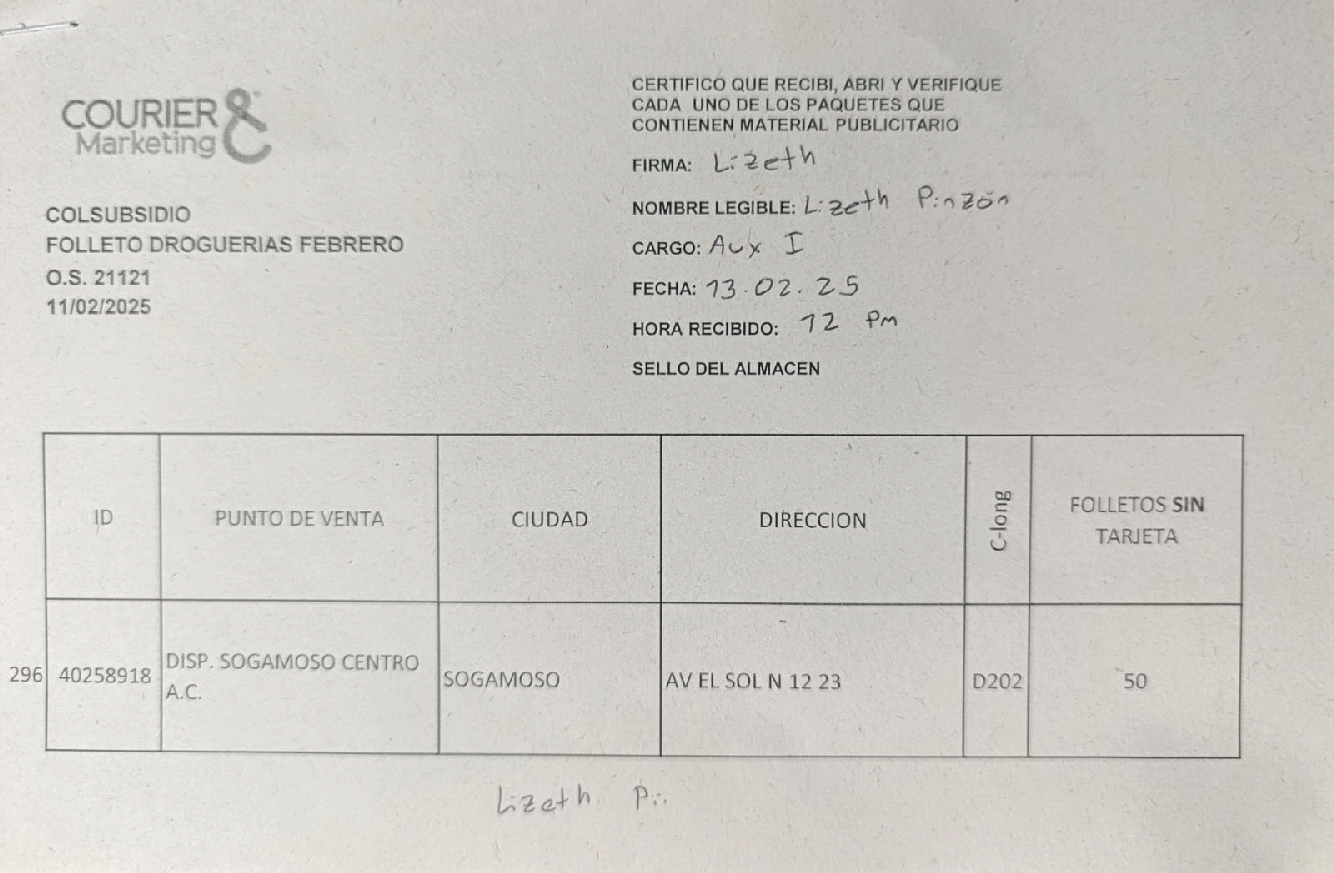 COURIER &
Marketing
COLSUBSIDIO
FOLLETO DROGUERIAS FEBRERO
O.S. 21121
11/02/2025
CERTIFICO QUE RECIBI, ABRI Y VERIFIQUE
CADA UNO DE LOS PAQUETES QUE
CONTIENEN MATERIAL PUBLICITARIO
FIRMA: Lizeth
NOMBRE LEGIBLE: Lizeth Pinzón
CARGO: Aux I
FECHA: 13.02.25
HORA RECIBIDO: 12 Pm
SELLO DEL ALMACEN
ID PUNTO DE VENTA CIUDAD DIRECCION C-long FOLLETOS SIN TARJETA
296 40258918 DISP. SOGAMOSO CENTRO A.C. SOGAMOSO AV EL SOL N 12 23 D202 50
Lizeth